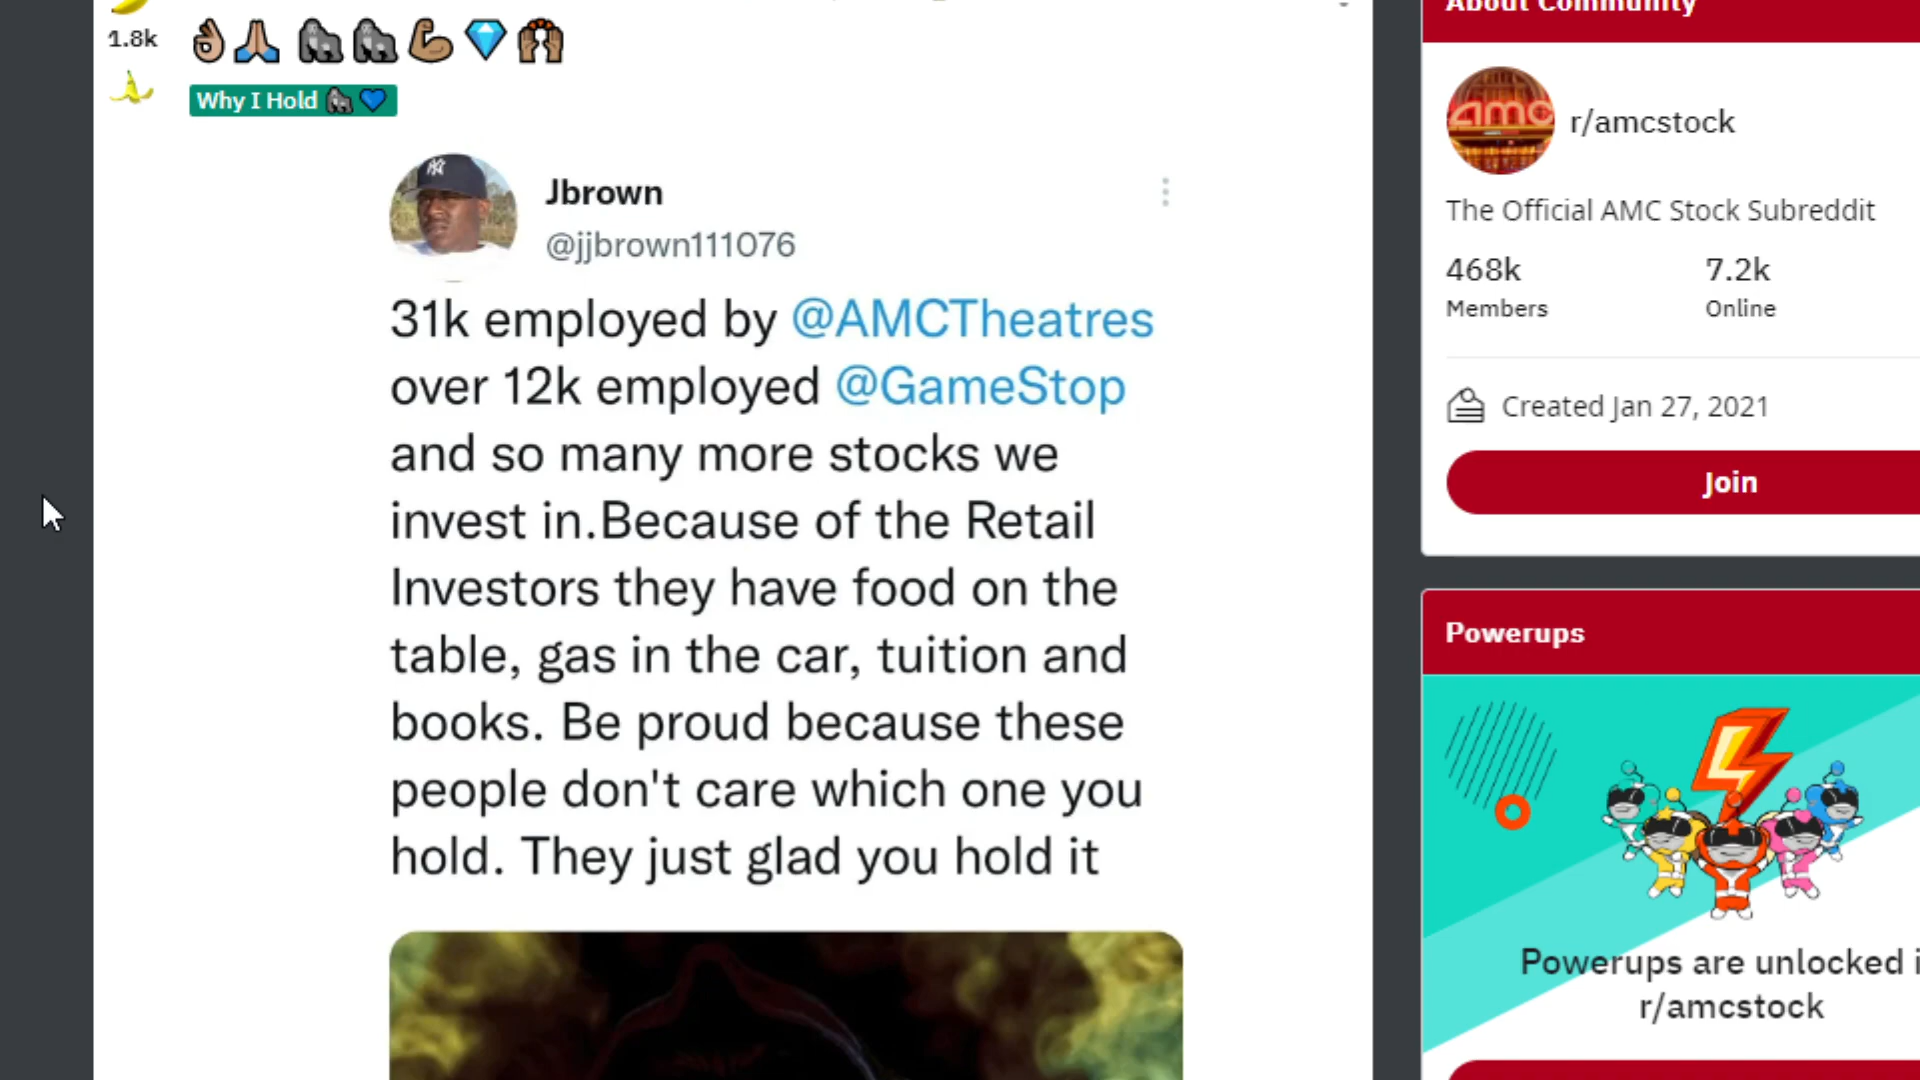 About Community
1.8k
Why I Hold
amc
r/amcstock
Jbrown
@jjbrown111076
The Official AMC Stock Subreddit
31k employed by @AMCTheatres
over 12k employed @GameStop
and so many more stocks we
invest in.Because of the Retail
Investors they have food on the
table, gas in the car, tuition and
books. Be proud because these
people don't care which one you
hold. They just glad you hold it
468k
7.2k
Members
Online
Created Jan 27, 2021
Join
Powerups
Powerups are unlocked i
r/amcstock